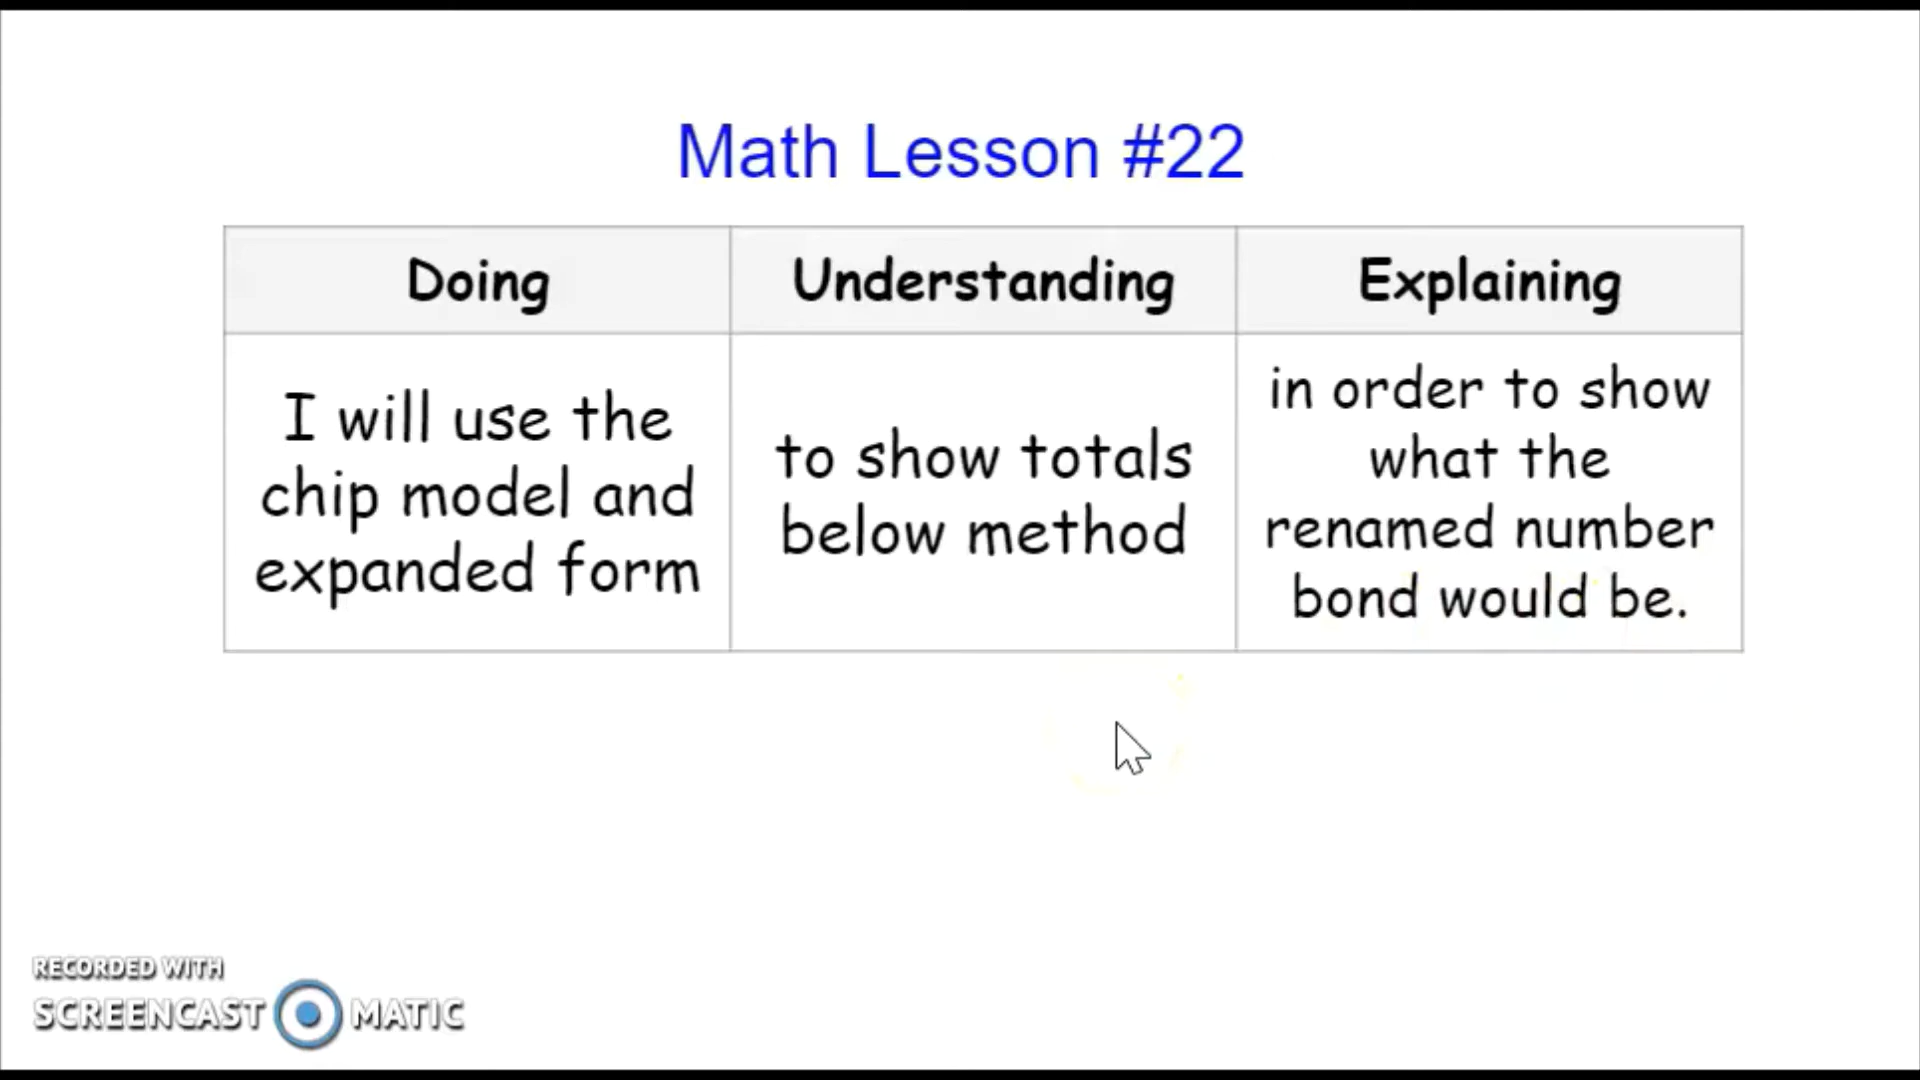 Math Lesson #22
Doing
Understanding
Explaining
I will use the
chip model and
expanded form
to show totals
below method
in order to show
what the
renamed number
bond would be.
RECORDED WITH
SCREENCAST MATIC